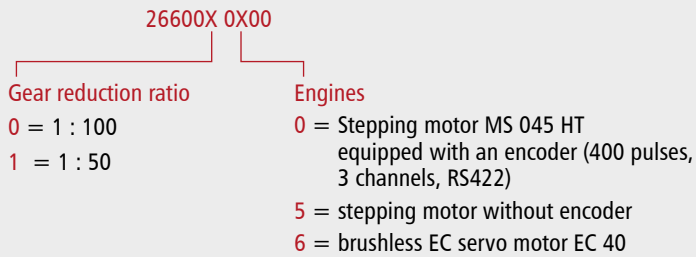 26600X 0X00
Gear reduction ratio
0 = 1 : 100
1 = 1 : 50
Engines
0 = Stepping motor MS 045 HT
equipped with an encoder (400 pulses,
3 channels, RS422)
5 = stepping motor without encoder
6 = brushless EC servo motor EC 40